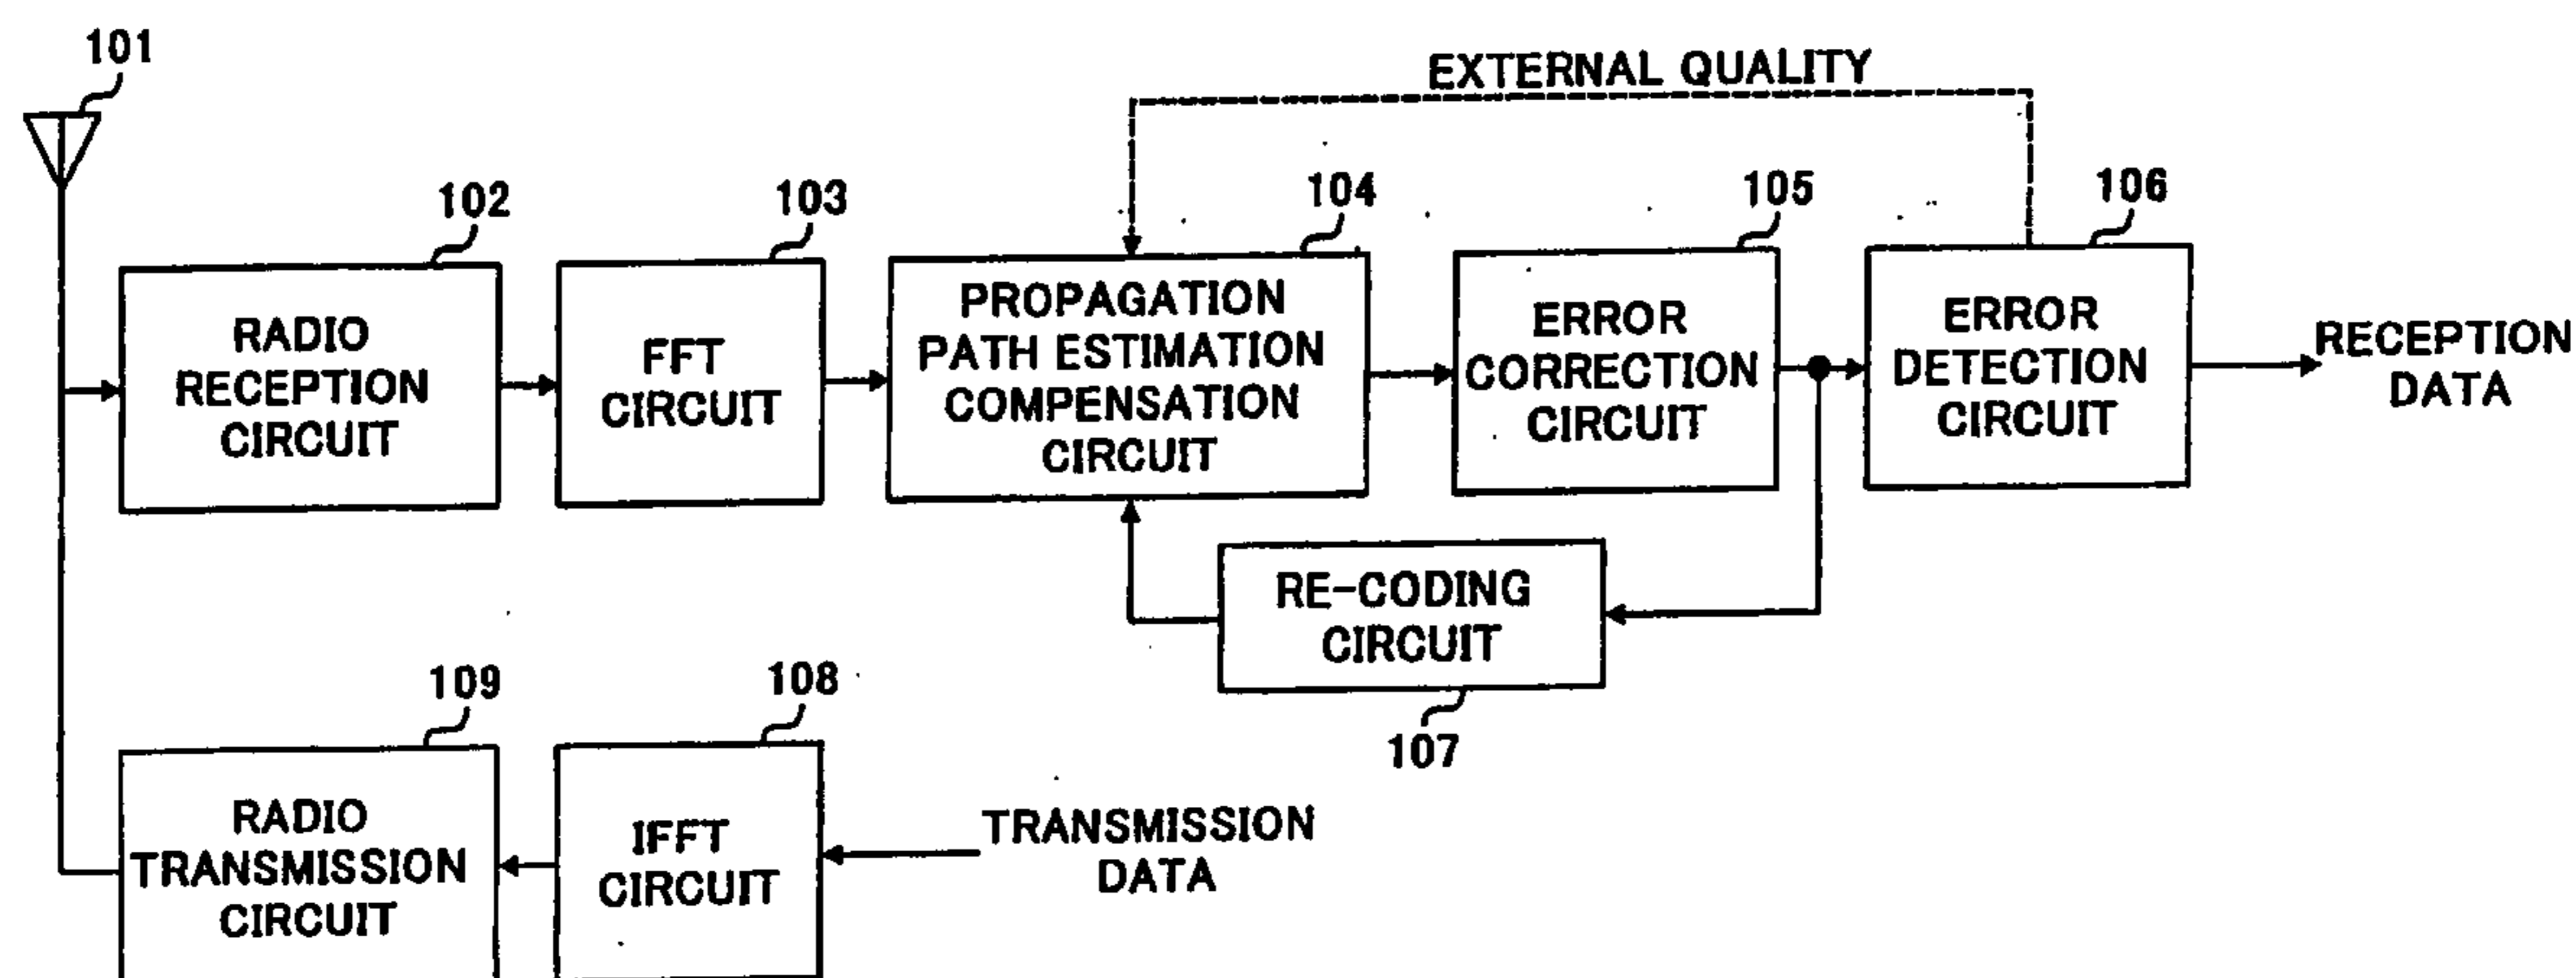 101
EXTERNAL QUALITY
102
103
104
105
106
RADIO
RECEPTION
CIRCUIT
FFT
CIRCUIT
PROPAGATION
PATH ESTIMATION
COMPENSATION
CIRCUIT
ERROR
CORRECTION
CIRCUIT
ERROR
DETECTION
CIRCUIT
RECEPTION
DATA
RE-CODING
CIRCUIT
107
109
108
RADIO
TRANSMISSION
CIRCUIT
IFFT
CIRCUIT
TRANSMISSION
DATA